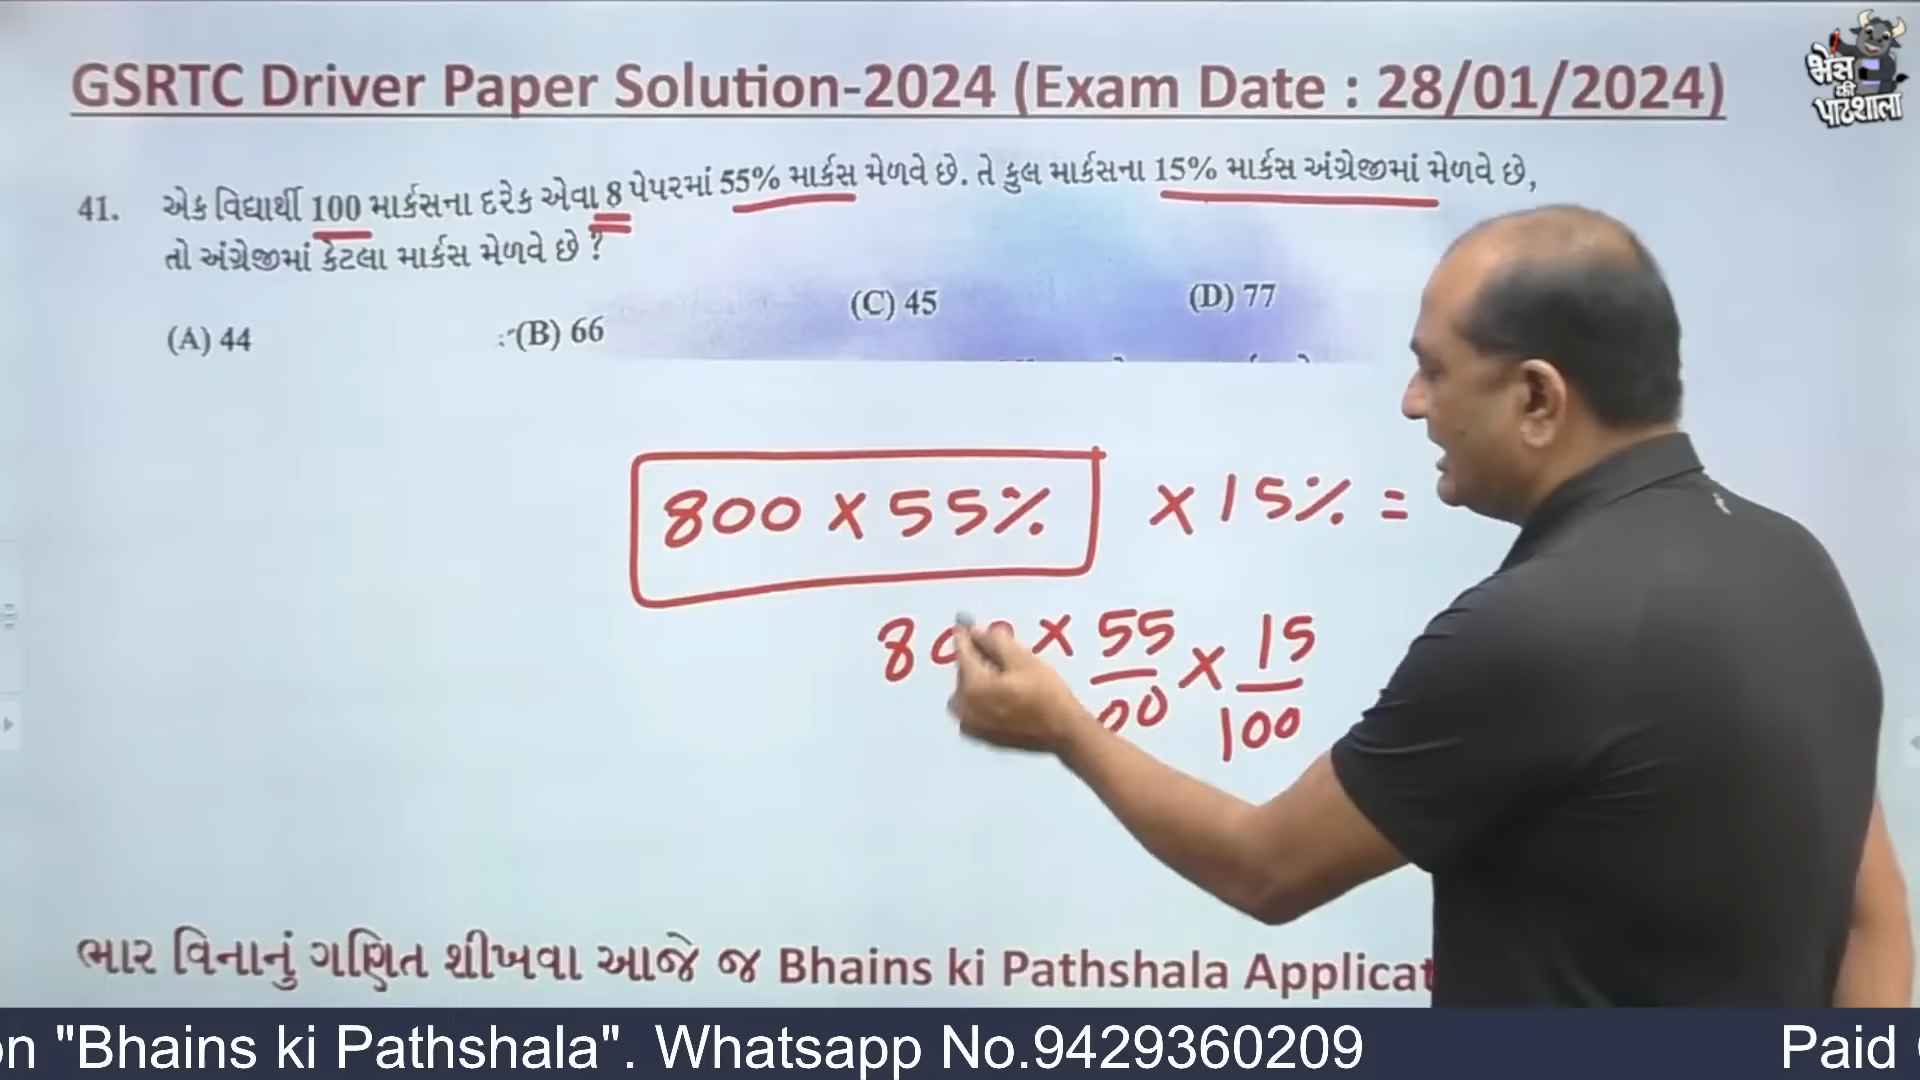 GSRTC Driver Paper Solution-2024 (Exam Date : 28/01/2024)
भैंस
की
पाठशाला
41. એક વિદ્યાર્થી 100 માર્કસના દરેક એવા 8 પેપરમાં 55% માર્કસ મેળવે છે. તે કુલ માર્કસના 15% માર્કસ અંગ્રેજીમાં મેળવે છે,
તો અંગ્રેજીમાં કેટલા માર્કસ મેળવે છે ?
(A) 44 (B) 66 (C) 45 (D) 77
800 × 55% × 15% =
× 55 × 15
100
ભાર વિનાનું ગણિત શીખવા આજે જ Bhains ki Pathshala
"Bhains ki Pathshala". Whatsapp No.9429360209 Paid